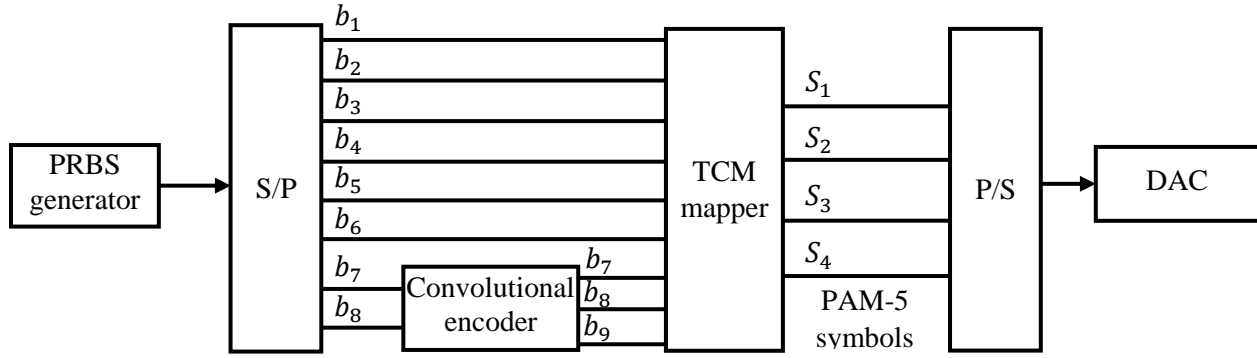 PRBS
generator
S/P
b₁
b₂
b₃
b₄
b₅
b₆
b₇
b₈
Convolutional
encoder
b₇
b₈
b₉
TCM
mapper
S₁
S₂
S₃
S₄
PAM-5
symbols
P/S
DAC